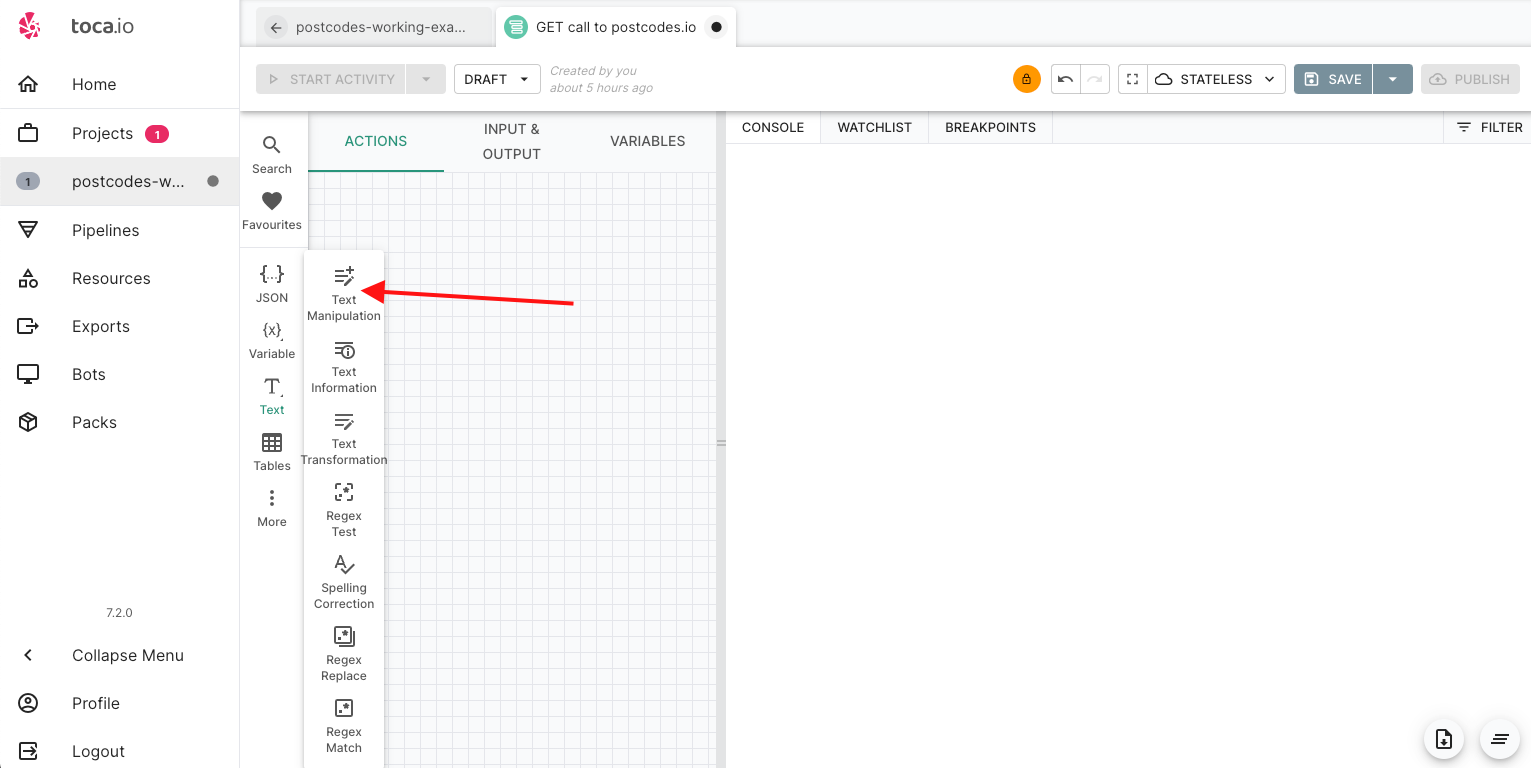 toca.io
Home
Projects 1
1 postcodes-w...
Pipelines
Resources
Exports
Bots
Packs
7.2.0
Collapse Menu
Profile
Logout
postcodes-working-exa...
GET call to postcodes.io
START ACTIVITY
DRAFT
Created by you
about 5 hours ago
STATELESS
SAVE
PUBLISH
Search
Favourites
{...}
JSON
{x}
Variable
T
Text
Tables
More
ACTIONS
INPUT &
OUTPUT
VARIABLES
Text
Manipulation
Text
Information
Text
Transformation
Regex
Test
Spelling
Correction
Regex
Replace
Regex
Match
CONSOLE
WATCHLIST
BREAKPOINTS
FILTER